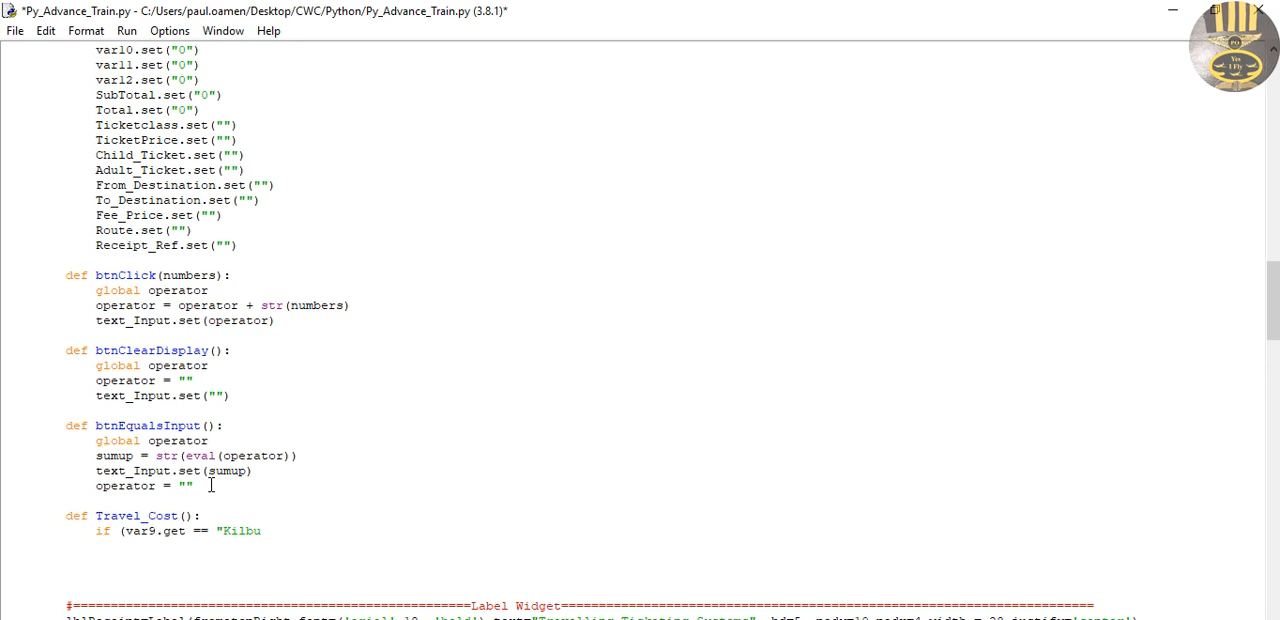 *Py_Advance_Train.py - C:/Users/paul.oamen/Desktop/CWC/Python/Py_Advance_Train.py (3.8.1)*
File Edit Format Run Options Window Help
PO
Yes
I Fly
var10.set("0")
var11.set("0")
var12.set("0")
SubTotal.set("0")
Total.set("0")
Ticketclass.set("")
TicketPrice.set("")
Child_Ticket.set("")
Adult_Ticket.set("")
From_Destination.set("")
To_Destination.set("")
Fee_Price.set("")
Route.set("")
Receipt_Ref.set("")
def btnClick(numbers):
global operator
operator = operator + str(numbers)
text_Input.set(operator)
def btnClearDisplay():
global operator
operator = ""
text_Input.set("")
def btnEqualsInput():
global operator
sumup = str(eval(operator))
text_Input.set(sumup)
operator = ""
def Travel_Cost():
if (var9.get == "Kilbu
#=====================================================Label Widget=======================================================================